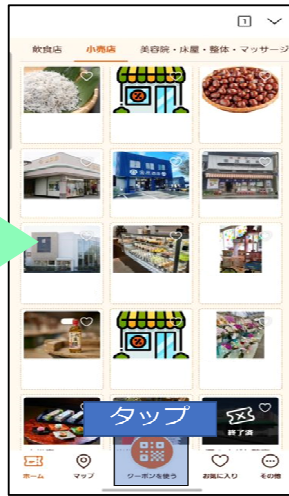 1
飲食店 小売店 美容院・床屋・整体・マッサージ
タップ
終了済
ホーム マップ クーポンを使う お気に入り その他